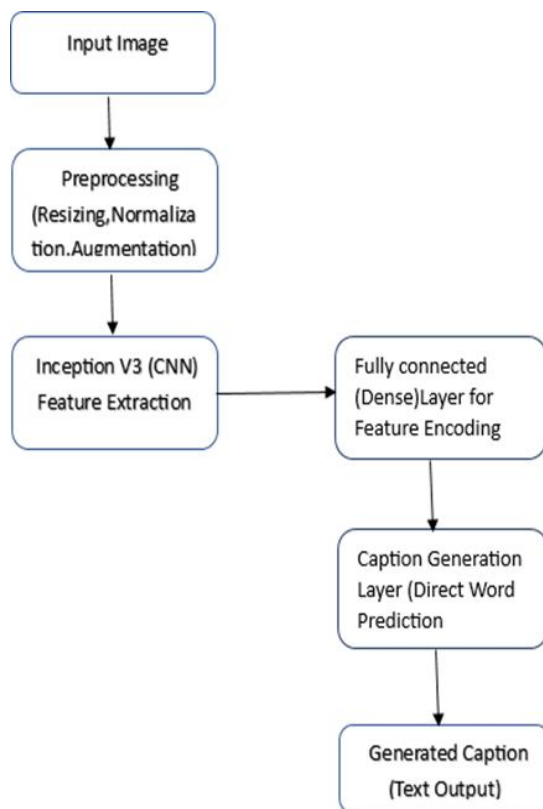 Input Image
Preprocessing
(Resizing,Normaliza
tion,Augmentation)
Inception V3 (CNN)
Feature Extraction
Fully connected
(Dense)Layer for
Feature Encoding
Caption Generation
Layer (Direct Word
Prediction
Generated Caption
(Text Output)